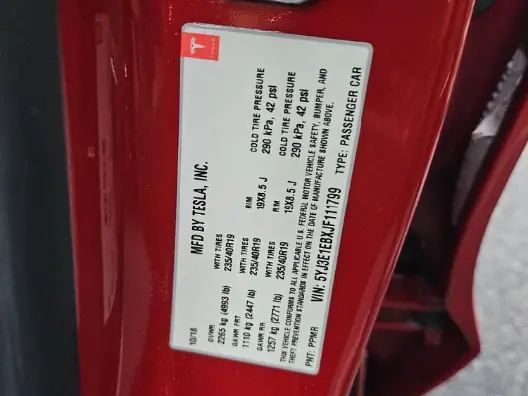 TESLA
MFD BY TESLA, INC.
10/18
GVWR
2265 kg (4993 lb)
GAWR FRT WITH TIRES RIM COLD TIRE PRESSURE
1110 kg (2447 lb) 235/40R19 19X8.5 J 290 kPa, 42 psi
GAWR RR WITH TIRES RIM COLD TIRE PRESSURE
1257 kg (2771 lb) 235/40R19 19X8.5 J 290 kPa, 42 psi
THIS VEHICLE CONFORMS TO ALL APPLICABLE U.S. FEDERAL MOTOR VEHICLE SAFETY, BUMPER, AND
THEFT PREVENTION STANDARDS IN EFFECT ON THE DATE OF MANUFACTURE SHOWN ABOVE.
VIN: 5YJ3E1EBXJF111799 TYPE: PASSENGER CAR
PNT: PPMR